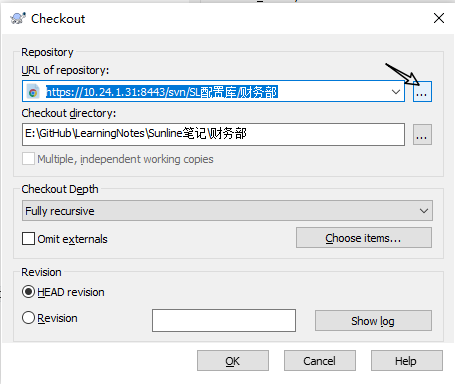 Checkout
Repository
URL of repository:
https://10.24.1.31:8443/svn/SL配置库/财务部
...
Checkout directory:
E:\GitHub\LearningNotes\Sunline笔记\财务部
...
Multiple, independent working copies
Checkout Depth
Fully recursive
Omit externals
Choose items...
Revision
HEAD revision
Revision
Show log
OK
Cancel
Help